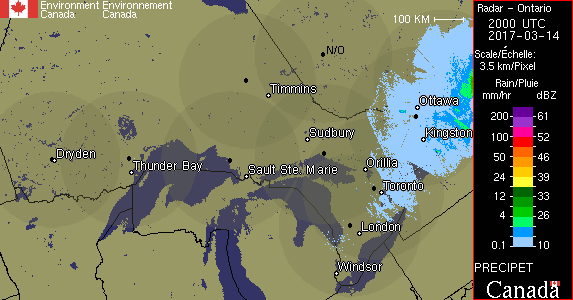 Environment Environnement
Canada Canada
100 KM
N/O
Timmins
Ottawa
Sudbury
Kingston
Dryden
Thunder Bay
Sault Ste. Marie
Orillia
Toronto
London
Windsor
Radar - Ontario
2000 UTC
2017-03-14
Scale/Échelle:
3.5 km/Pixel
Rain/Pluie
mm/hr dBZ
200 61
100 52
50 46
24 39
12 33
4 26
0.1 10
PRECIPET
Canada